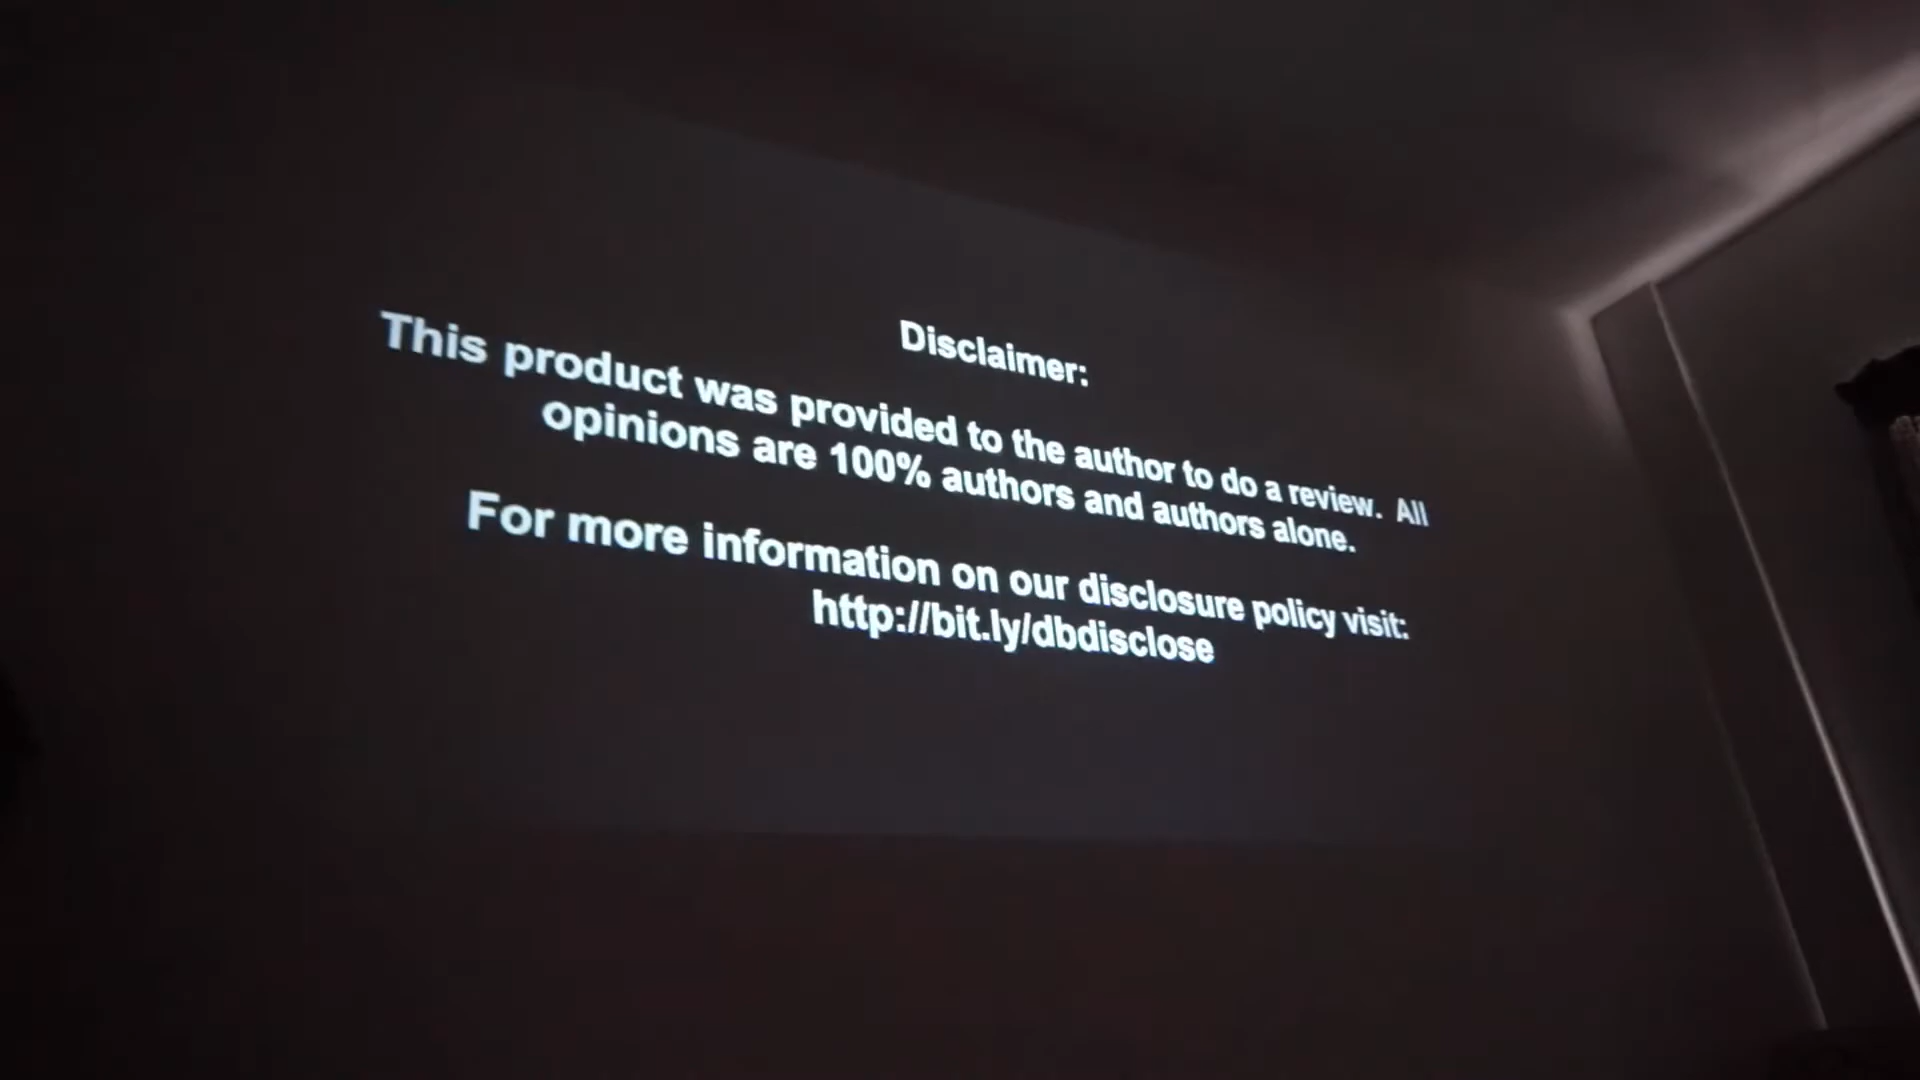 Disclaimer:
This product was provided to the author to do a review. All
opinions are 100% authors and authors alone.
For more information on our disclosure policy visit:
http://bit.ly/dbdisclose